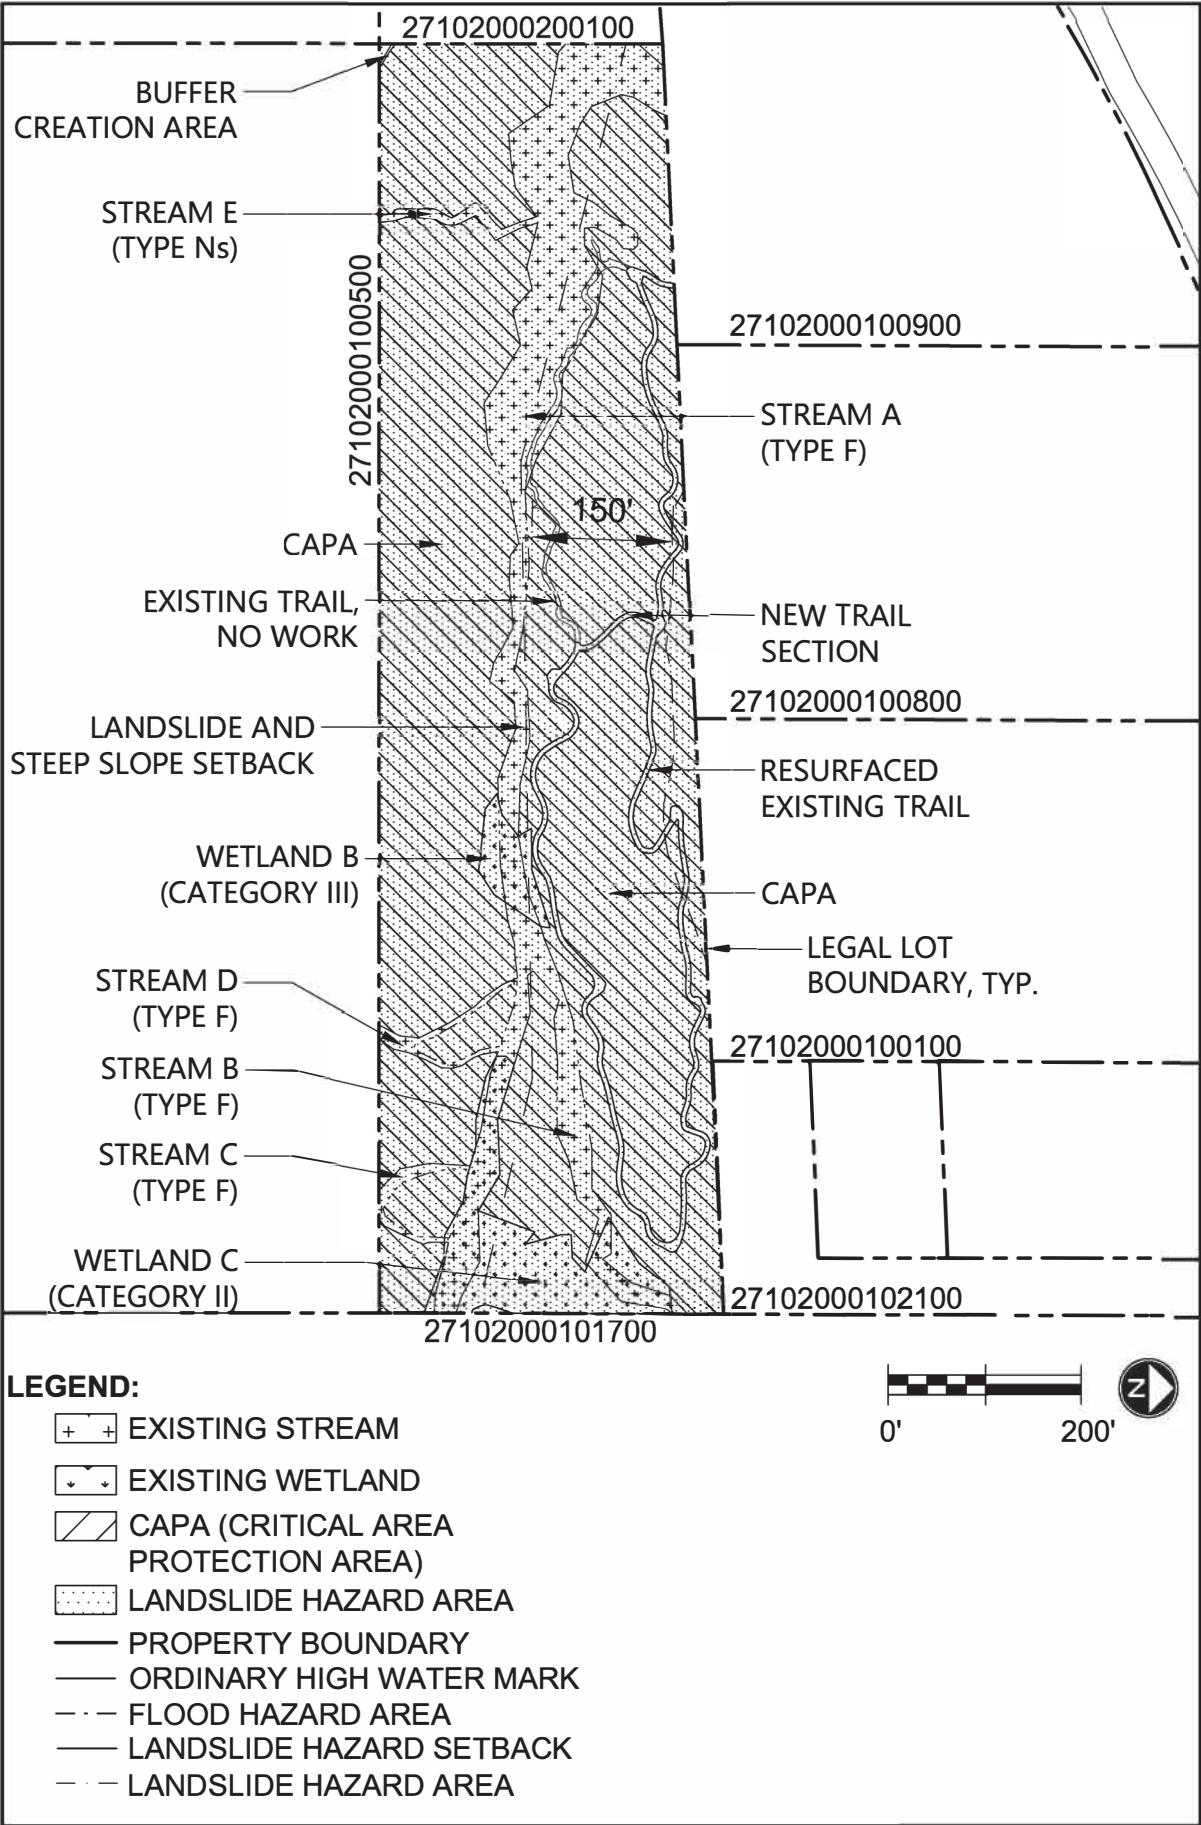 27102000200100
BUFFER
CREATION AREA
STREAM E
(TYPE Ns)
27102000100500
27102000100900
STREAM A
(TYPE F)
150'
CAPA
EXISTING TRAIL,
NO WORK
NEW TRAIL
SECTION
27102000100800
LANDSLIDE AND
STEEP SLOPE SETBACK
RESURFACED
EXISTING TRAIL
WETLAND B
(CATEGORY III)
CAPA
LEGAL LOT
BOUNDARY, TYP.
STREAM D
(TYPE F)
27102000100100
STREAM B
(TYPE F)
STREAM C
(TYPE F)
WETLAND C
(CATEGORY II)
27102000102100
27102000101700
LEGEND:
EXISTING STREAM
EXISTING WETLAND
CAPA (CRITICAL AREA
PROTECTION AREA)
LANDSLIDE HAZARD AREA
PROPERTY BOUNDARY
ORDINARY HIGH WATER MARK
FLOOD HAZARD AREA
LANDSLIDE HAZARD SETBACK
LANDSLIDE HAZARD AREA
0' 200'
N